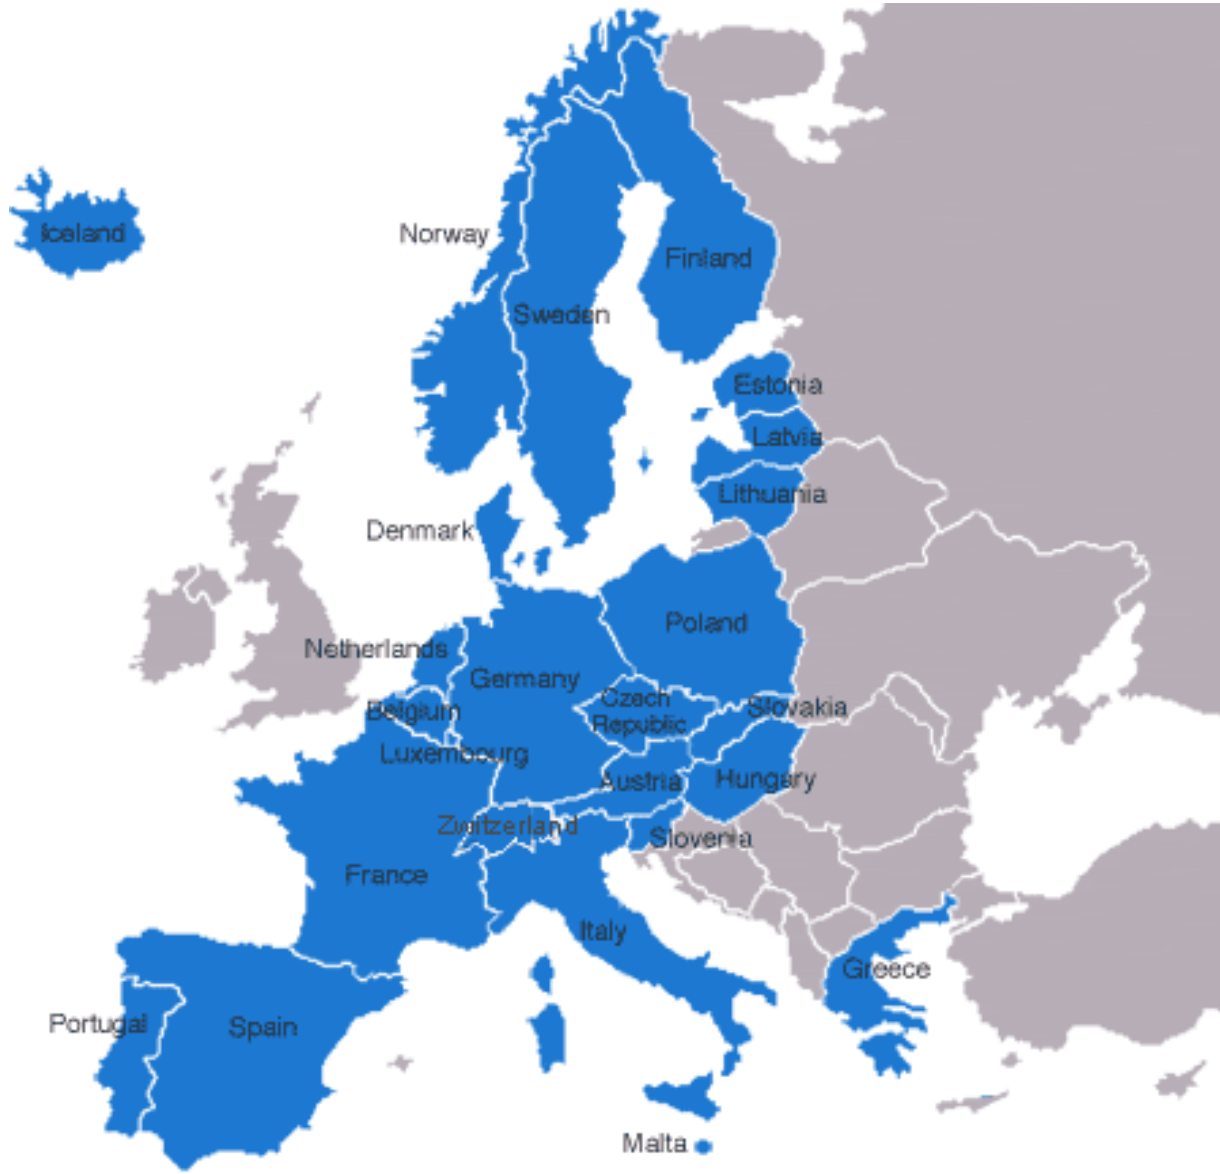 Iceland
Norway
Finland
Sweden
Estonia
Latvia
Lithuania
Denmark
Poland
Netherlands
Germany
Czech
Republic
Slovakia
Belgium
Luxembourg
Austria
Hungary
Zwitzerland
Slovenia
France
Italy
Greece
Portugal
Spain
Malta